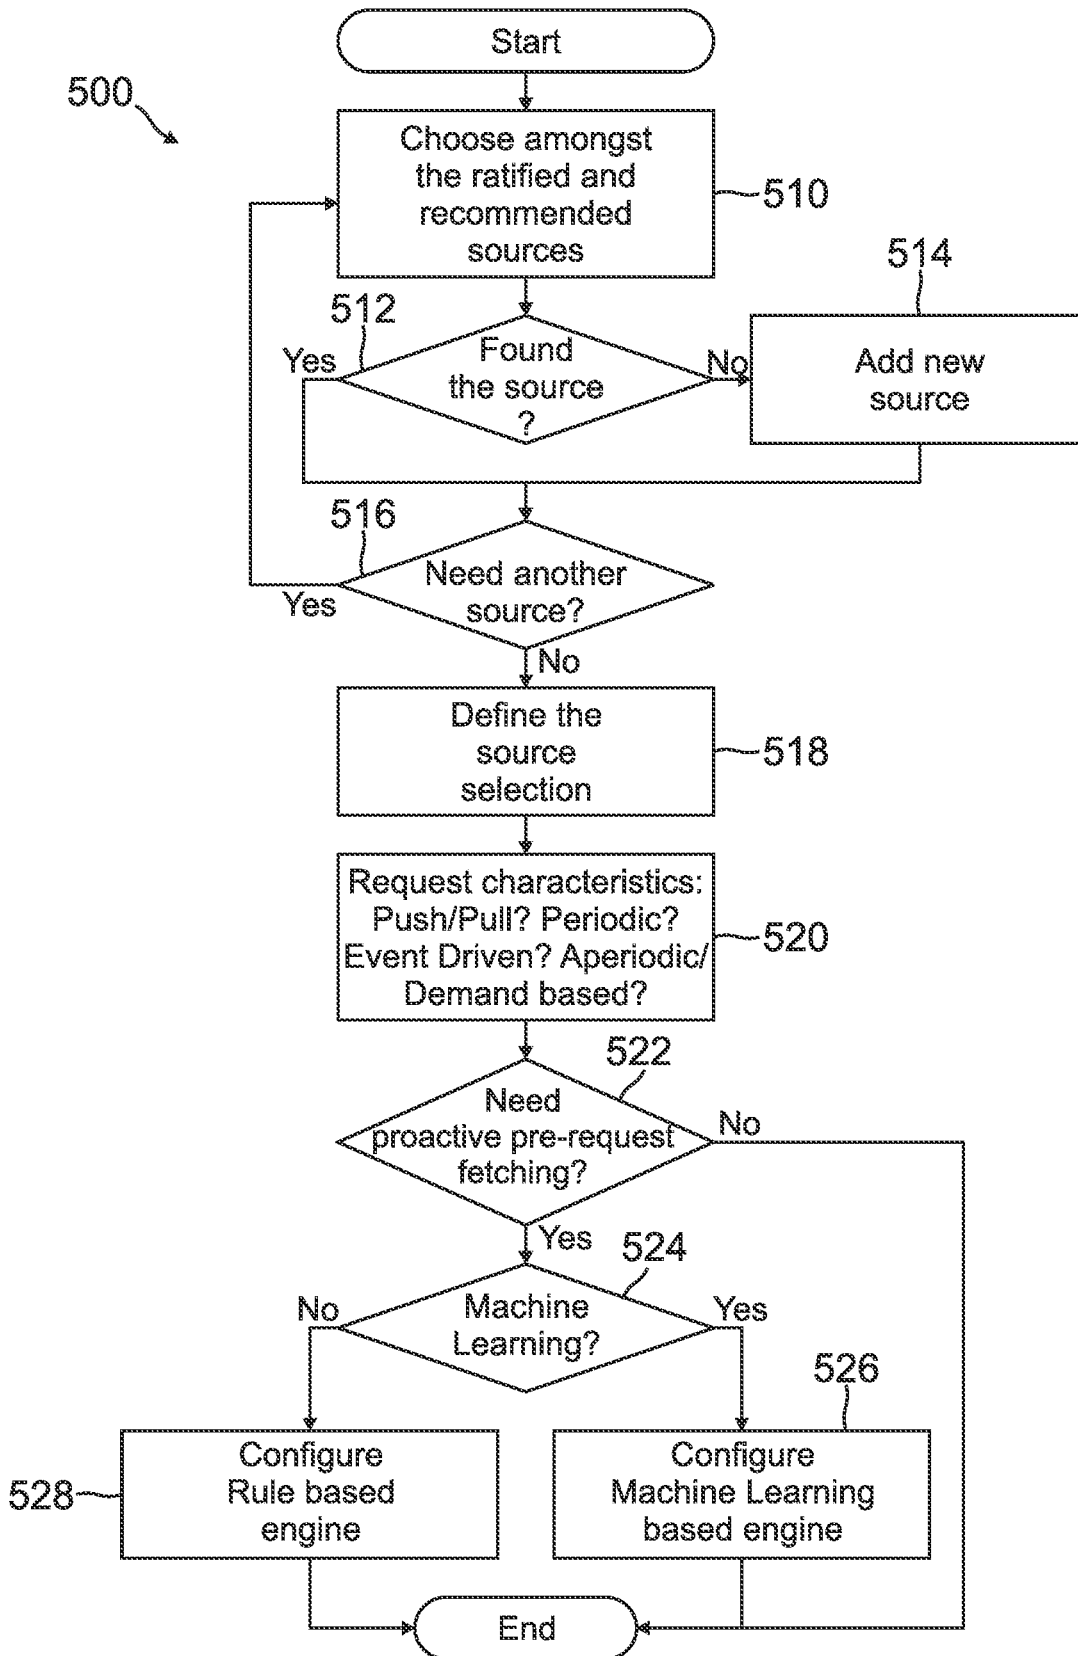 Start
500
Choose amongst
the ratified and
recommended
sources
510
514
512
Yes
Found
the source
?
No
Add new
source
516
Need another
source?
Yes
No
Define the
source
selection
518
Request characteristics:
Push/Pull? Periodic?
Event Driven? Aperiodic/
Demand based?
520
522
Need
proactive pre-request
fetching?
No
Yes
524
No
Machine
Learning?
Yes
526
528
Configure
Rule based
engine
Configure
Machine Learning
based engine
End